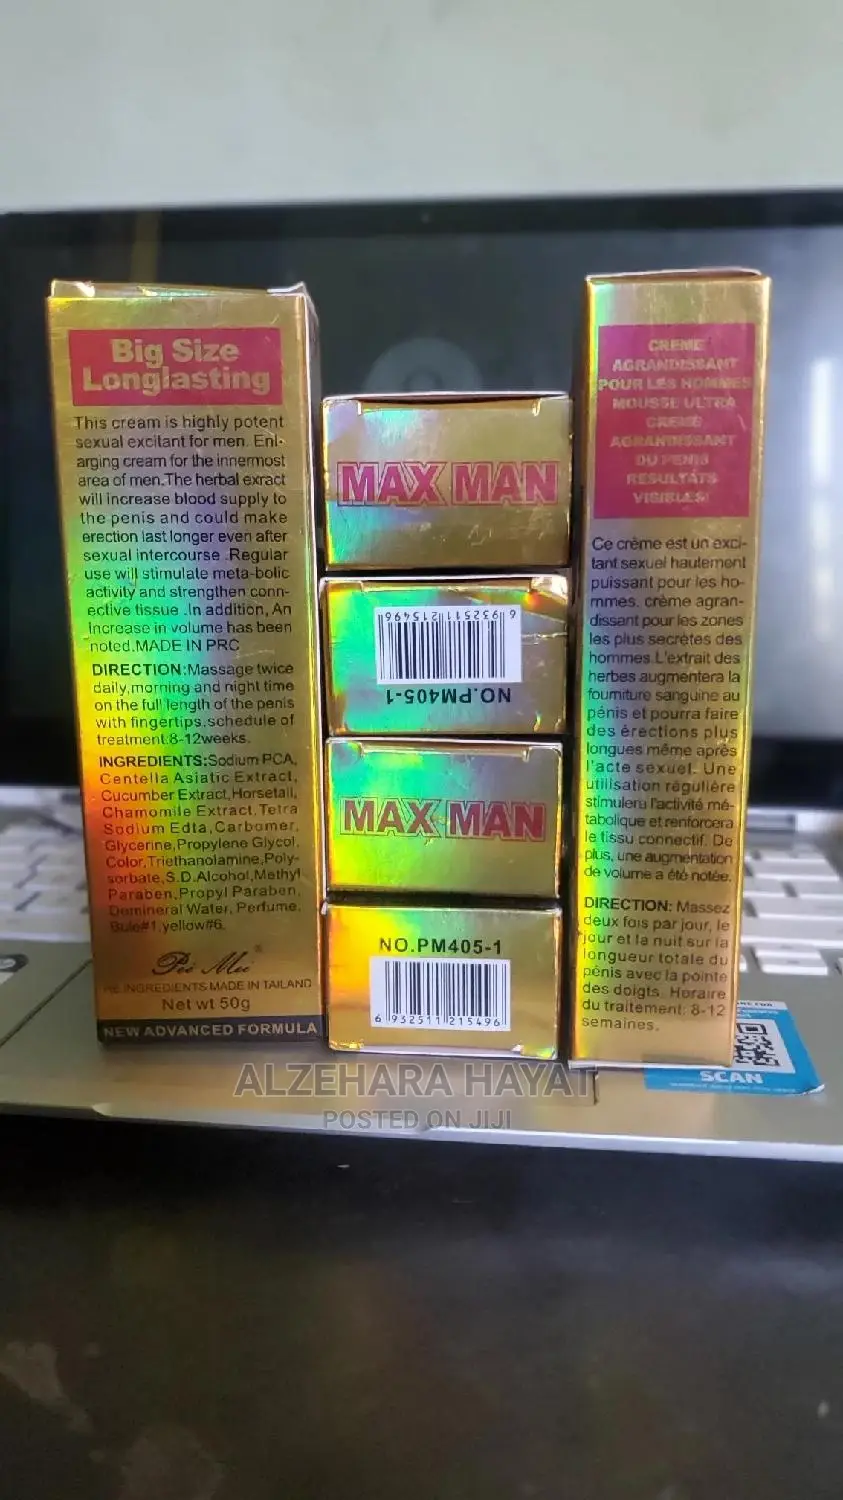 Big Size
Longlasting
This cream is highly potent
sexual excitant for men. Enl-
arging cream for the innermost
area of men.The herbal exract
will increase blood supply to
the penis and could make
erection last longer even after
sexual intercourse .Regular
use will stimulate meta-bolic
activity and strengthen conn-
ective tissue .In addition, An
Increase in volume has been
noted.MADE IN PRC
DIRECTION:Massage twice
daily,morning and night time
on the full length of the penis
with fingertips.schedule of
treatment:8-12weeks.
INGREDIENTS:Sodium PCA,
Centella Asiatic Extract,
Cucumber Extract,Horsetail,
Chamomile Extract,Tetra
Sodium Edta,Carbomer,
Glycerine,Propylene Glycol,
Color,Triethanolamine,Poly-
sorbate,S.D.Alcohol,Methyl
Paraben,Propyl Paraben,
Demineral Water, Perfume,
Bule#1,yellow#6.
Pei Mei®
INGREDIENTS MADE IN TAILAND
Net wt 50g
NEW ADVANCED FORMULA
MAX MAN
6 932511 215496
NO.PM405-1
MAX MAN
NO.PM405-1
6 932511 215496
CREME
AGRANDISSANT
POUR LES HOMMES
MOUSSE ULTRA
CREME
AGRANDISSANT
DU PENIS
RESULTATS
VISIBLES!
Ce crème est un exci-
tant sexuel hautement
puissant pour les ho-
mmes. crème agran-
dissant pour les zones
les plus secrètes des
hommes.L'extrait des
herbes augmentera la
fourniture sanguine au
pénis et pourra faire
des érections plus
longues même après
l'acte sexuel. Une
utilisation régulière
stimulera l'activité mé-
tabolique et renforcera
le tissu connectif. De
plus, une augmentation
de volume a été notée.
DIRECTION: Massez
deux fois par jour, le
jour et la nuit sur la
longueur totale du
pénis avec la pointe
des doigts. Horaire
du traitement: 8-12
semaines.
SCAN
ALZEHARA HAYAT
POSTED ON JIJI